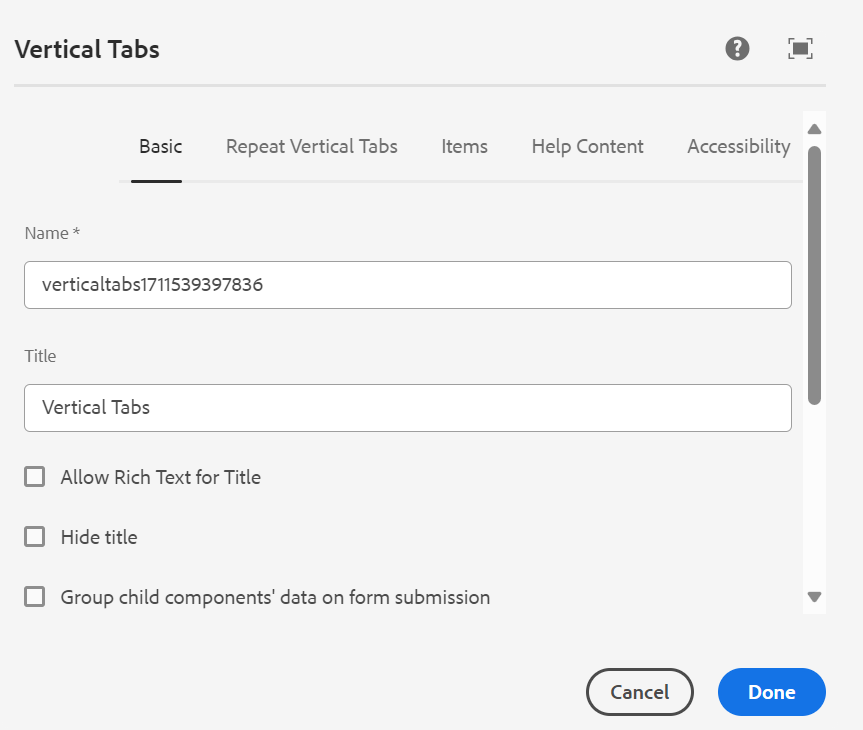 Vertical Tabs
Basic Repeat Vertical Tabs Items Help Content Accessibility
Name *
verticaltabs1711539397836
Title
Vertical Tabs
Allow Rich Text for Title
Hide title
Group child components' data on form submission
Cancel Done